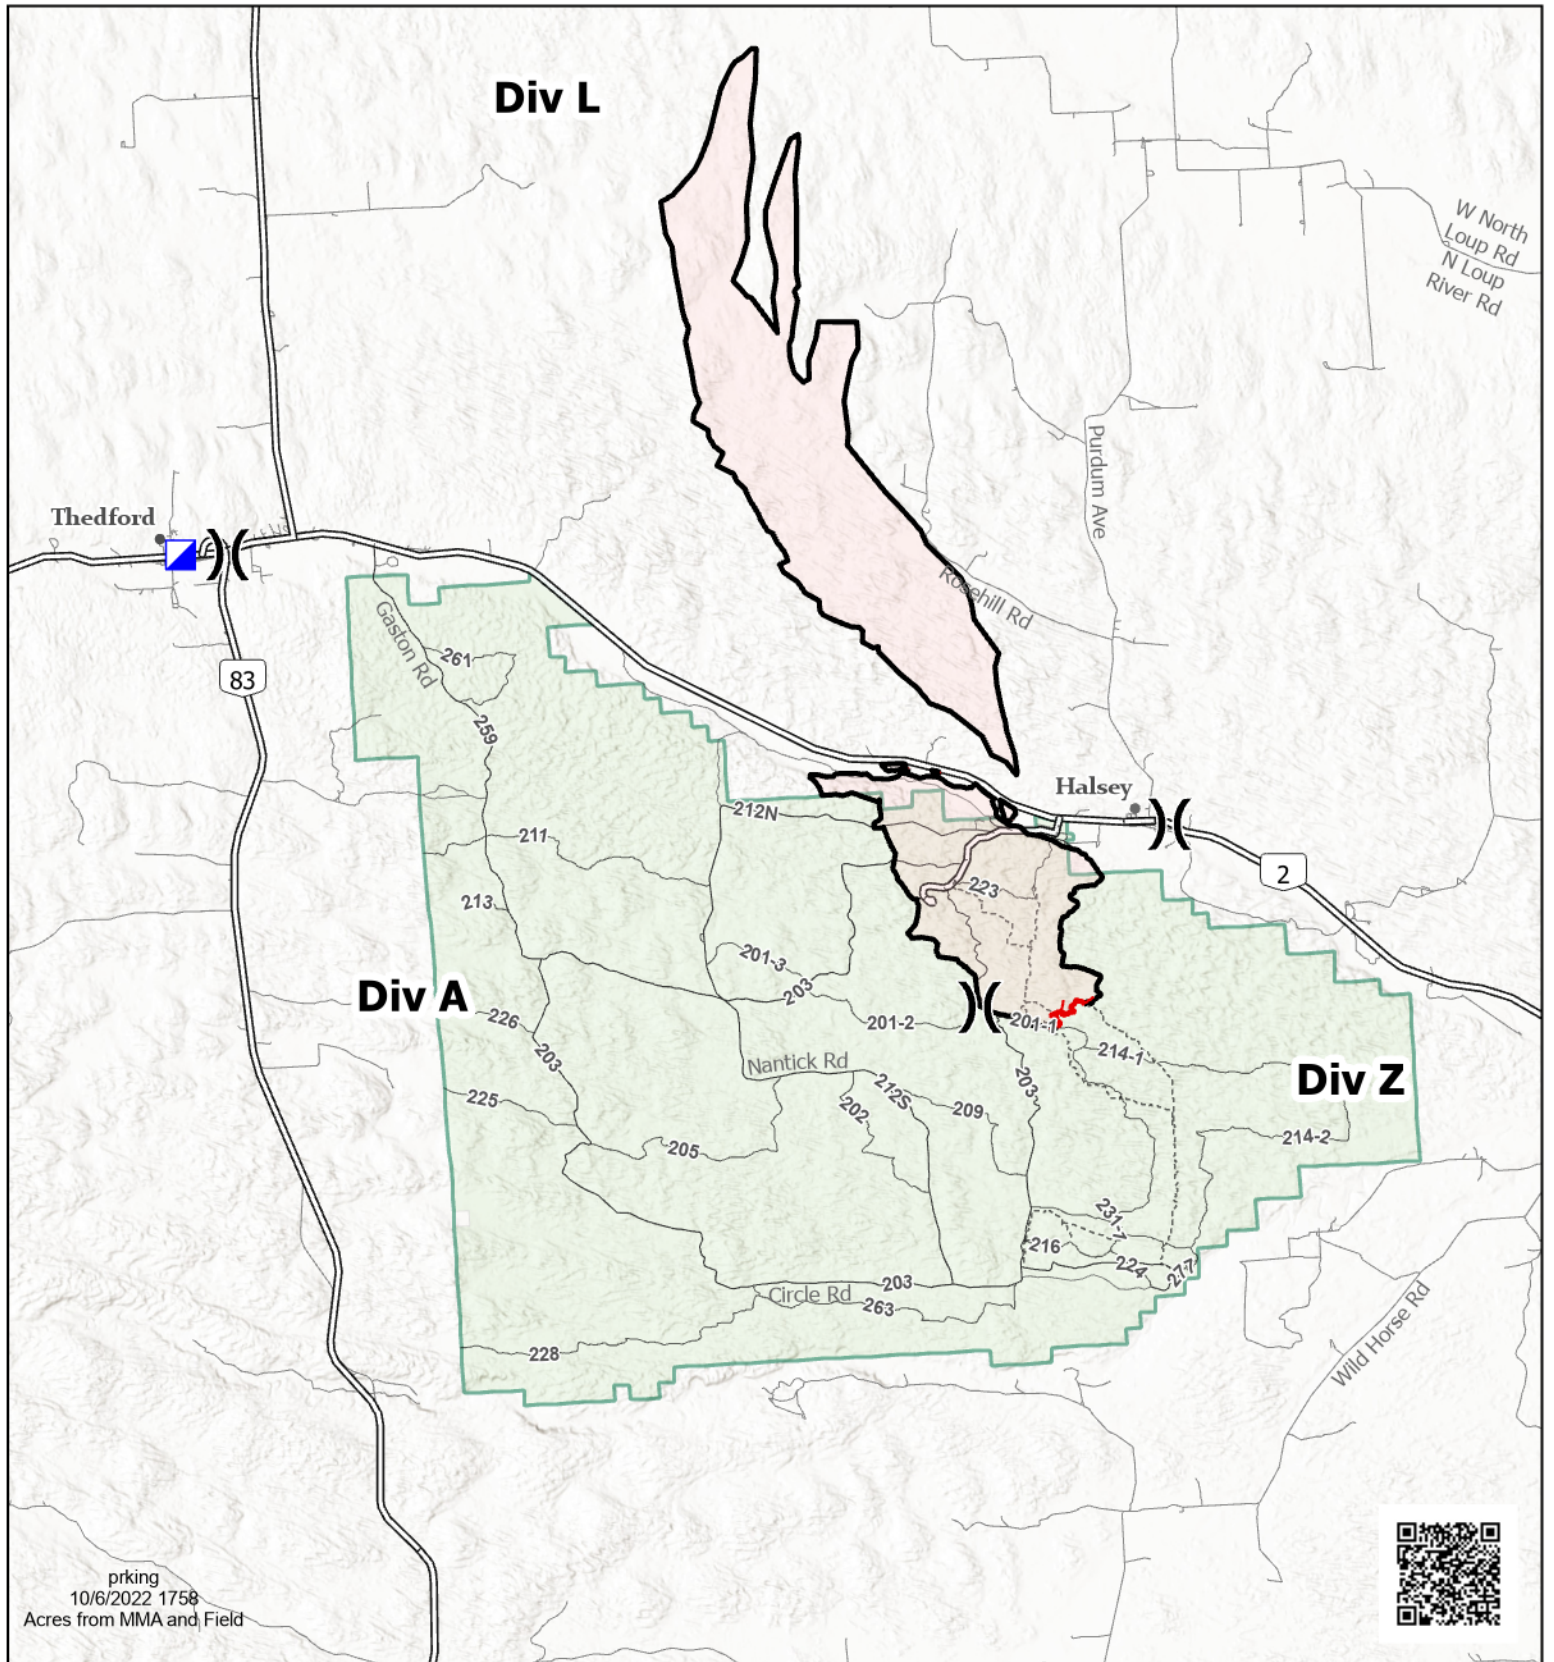 Div L
W North
Loup Rd
N Loup
River Rd
Purdum Ave
Thedford
Rosehill Rd
Gaston Rd
261
83
259
Halsey
212N
211
2
223
213
201-3
203
Div A
226
201-2
201-1
203
Nantick Rd
214-1
Div Z
225
212S
203
202
209
205
214-2
231-7
216
224
277
203
Circle Rd
263
228
Wild Horse Rd
prking
10/6/2022 1758
Acres from MMA and Field